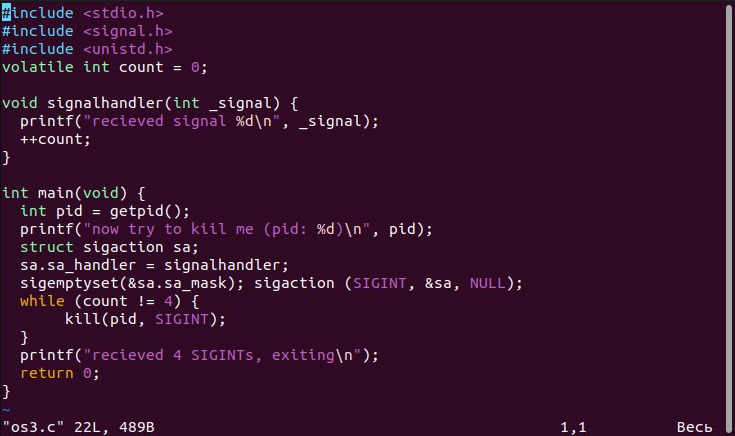 #include <stdio.h>
#include <signal.h>
#include <unistd.h>
volatile int count = 0;

void signalhandler(int _signal) {
  printf("recieved signal %d\n", _signal);
  ++count;
}

int main(void) {
  int pid = getpid();
  printf("now try to kiil me (pid: %d)\n", pid);
  struct sigaction sa;
  sa.sa_handler = signalhandler;
  sigemptyset(&sa.sa_mask); sigaction (SIGINT, &sa, NULL);
  while (count != 4) {
       kill(pid, SIGINT);
  }
  printf("recieved 4 SIGINTs, exiting\n");
  return 0;
}
~
"os3.c" 22L, 489B 1,1 Весь